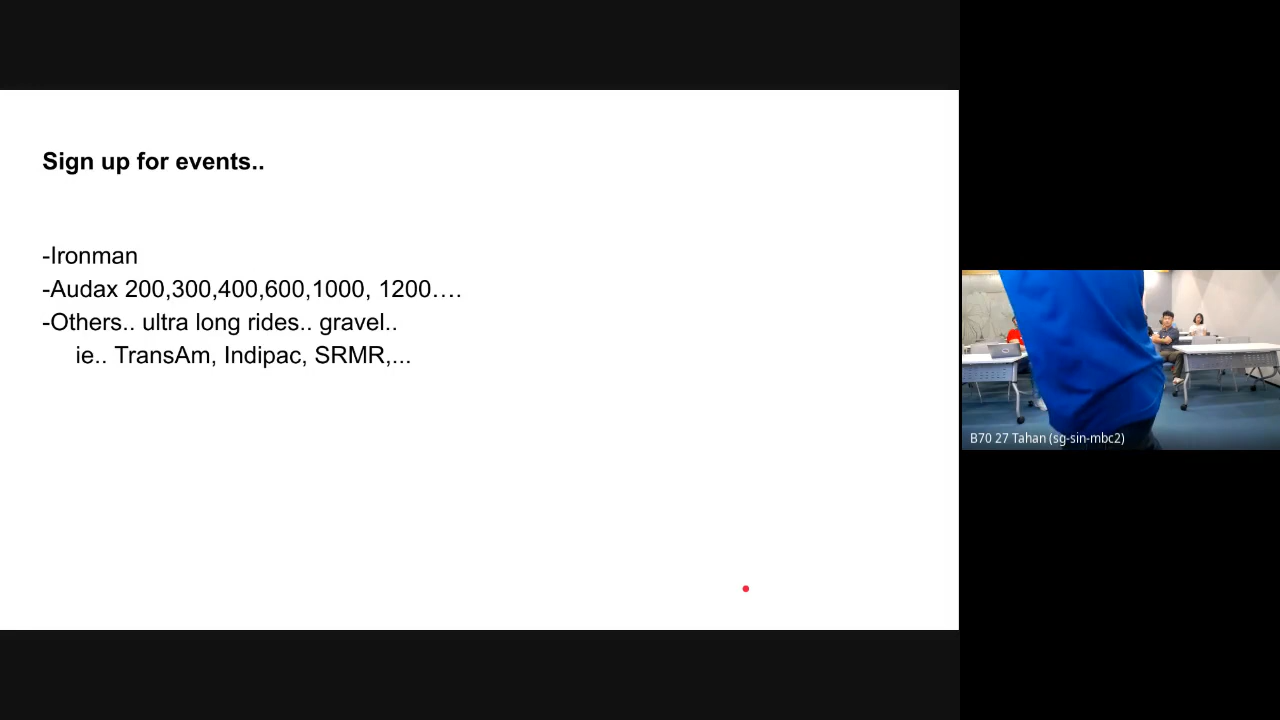 Sign up for events..
-Ironman
-Audax 200,300,400,600,1000, 1200….
-Others.. ultra long rides.. gravel..
ie.. TransAm, Indipac, SRMR,...
B70 27 Tahan (sg-sin-mbc2)